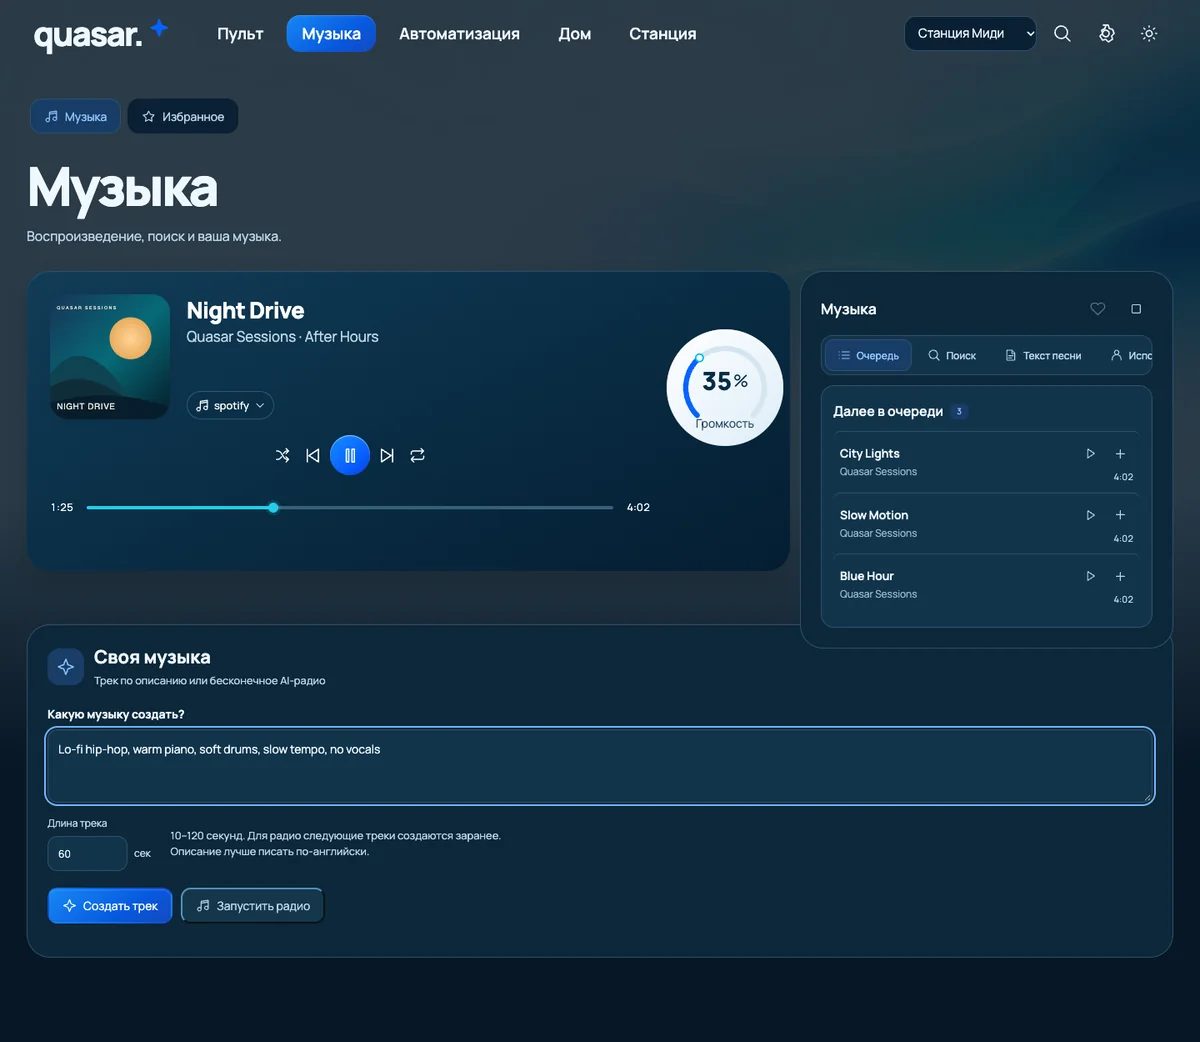 quasar.
Пульт
Музыка
Автоматизация
Дом
Станция
Станция Миди
Музыка
Избранное
Музыка
Воспроизведение, поиск и ваша музыка.
QUASAR SESSIONS
NIGHT DRIVE
Night Drive
Quasar Sessions · After Hours
spotify
35%
Громкость
1:25
4:02
Музыка
Очередь
Поиск
Текст песни
Испо
Далее в очереди 3
City Lights
Quasar Sessions
4:02
Slow Motion
Quasar Sessions
4:02
Blue Hour
Quasar Sessions
4:02
Своя музыка
Трек по описанию или бесконечное AI-радио
Какую музыку создать?
Lo-fi hip-hop, warm piano, soft drums, slow tempo, no vocals
Длина трека
60 сек
10–120 секунд. Для радио следующие треки создаются заранее.
Описание лучше писать по-английски.
Создать трек
Запустить радио